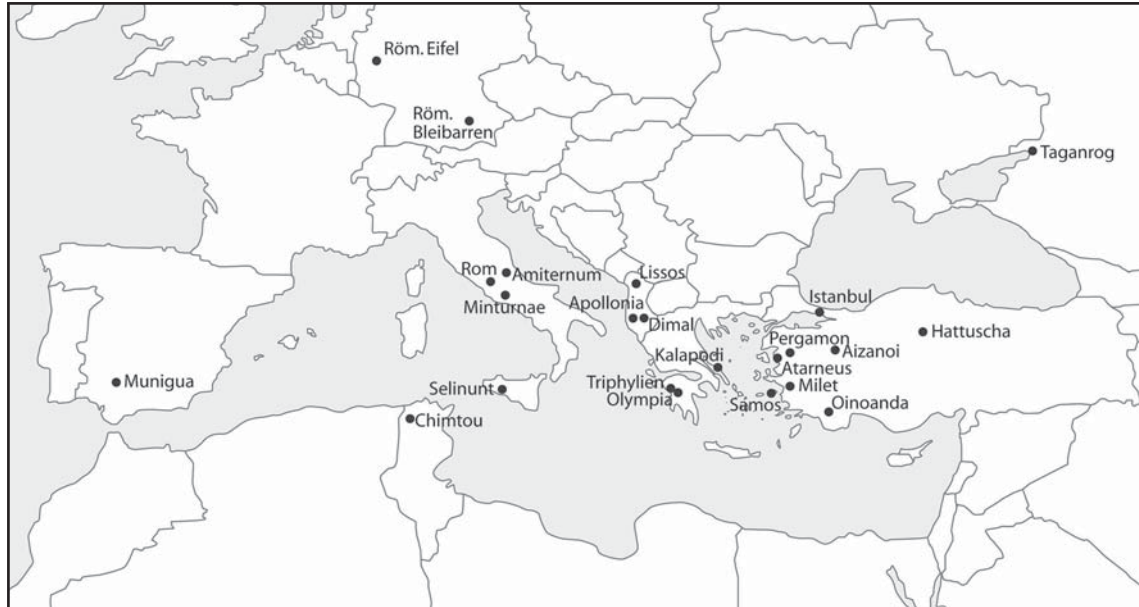 Röm. Eifel
Röm.
Bleibarren
Taganrog
Rom
Amiternum
Minturnae
Lissos
Apollonia
Dimal
Istanbul
Hattuscha
Pergamon
Aizanoi
Atarneus
Kalapodi
Munigua
Selinunt
Triphylien
Olympia
Milet
Samos
Oinoanda
Chimtou